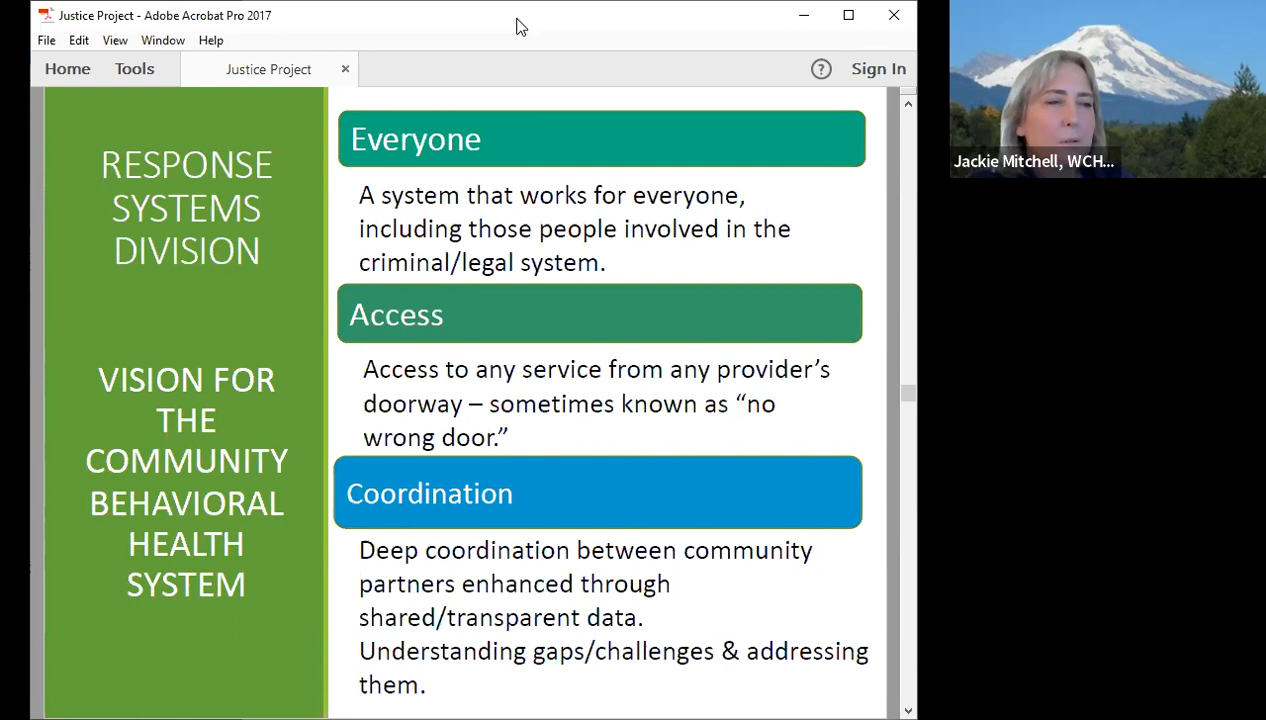 Justice Project - Adobe Acrobat Pro 2017
File Edit View Window Help
Home Tools Justice Project × ? Sign In
RESPONSE
SYSTEMS
DIVISION
VISION FOR
THE
COMMUNITY
BEHAVIORAL
HEALTH
SYSTEM
Everyone
A system that works for everyone,
including those people involved in the
criminal/legal system.
Access
Access to any service from any provider’s
doorway – sometimes known as “no
wrong door.”
Coordination
Deep coordination between community
partners enhanced through
shared/transparent data.
Understanding gaps/challenges & addressing
them.
Jackie Mitchell, WCH...